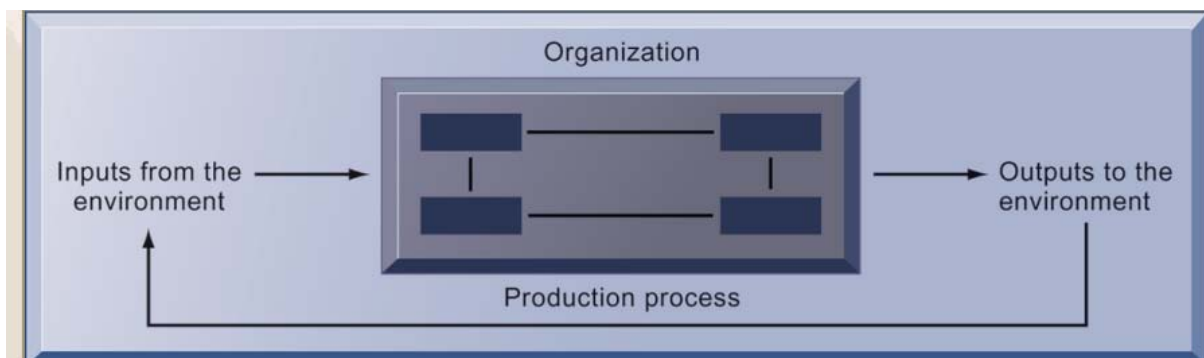 Organization
Inputs from the
environment
Outputs to the
environment
Production process